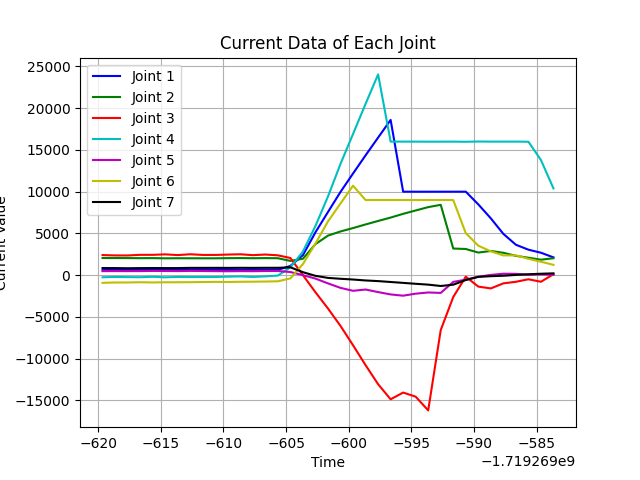 Current Data of Each Joint
Joint 1
Joint 2
Joint 3
Joint 4
Joint 5
Joint 6
Joint 7
25000
20000
15000
10000
5000
0
−5000
−10000
−15000
Current Value
−620
−615
−610
−605
−600
−595
−590
−585
Time
−1.719269e9